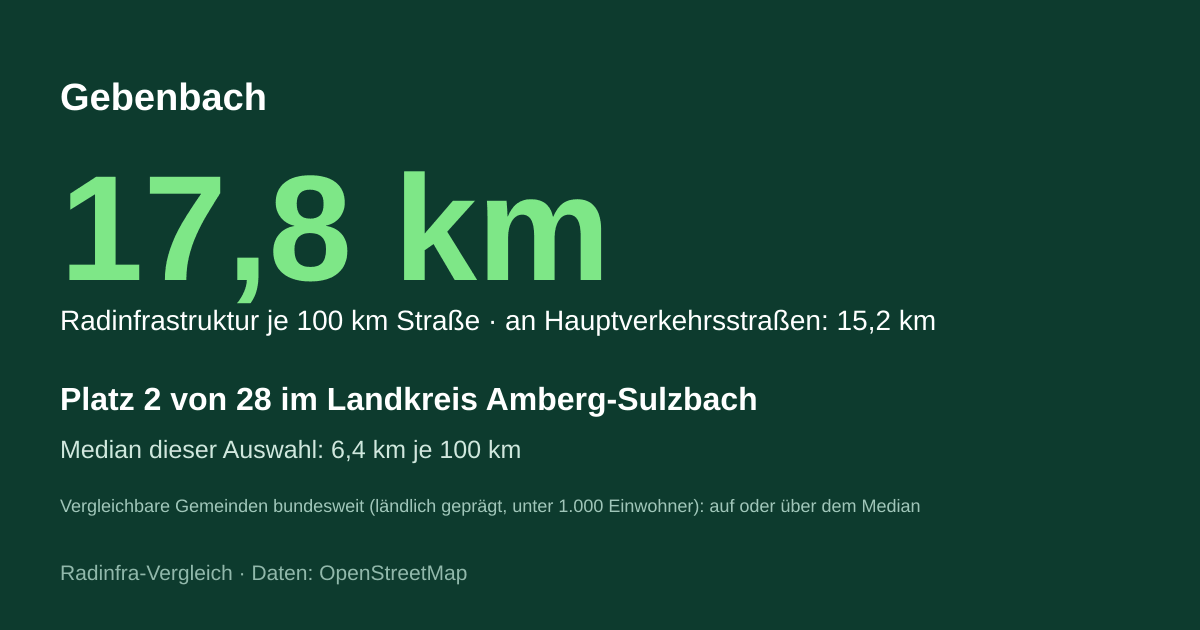 Gebenbach
17,8 km
Radinfrastruktur je 100 km Straße · an Hauptverkehrsstraßen: 15,2 km
Platz 2 von 28 im Landkreis Amberg-Sulzbach
Median dieser Auswahl: 6,4 km je 100 km
Vergleichbare Gemeinden bundesweit (ländlich geprägt, unter 1.000 Einwohner): auf oder über dem Median
Radinfra-Vergleich · Daten: OpenStreetMap